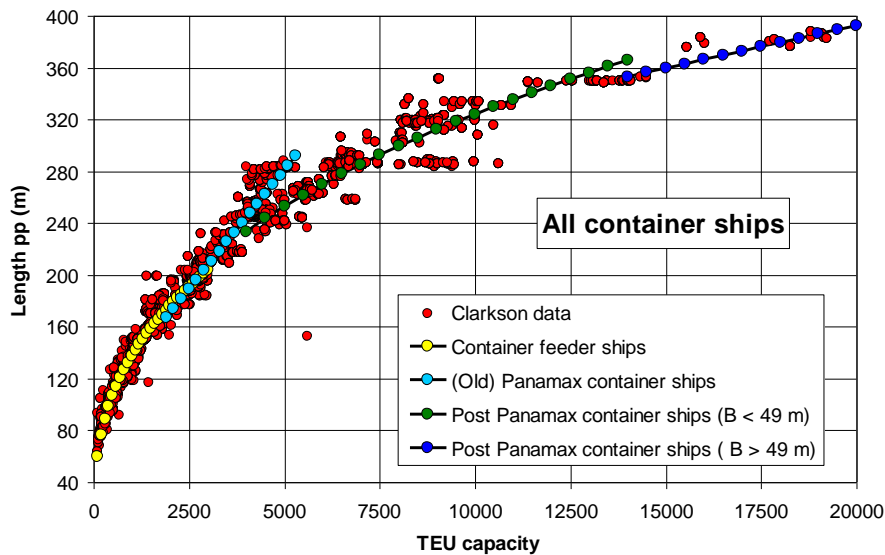 400
360
320
280
240
200
160
120
80
40
Length pp (m)
All container ships
Clarkson data
Container feeder ships
(Old) Panamax container ships
Post Panamax container ships (B < 49 m)
Post Panamax container ships ( B > 49 m)
0 2500 5000 7500 10000 12500 15000 17500 20000
TEU capacity